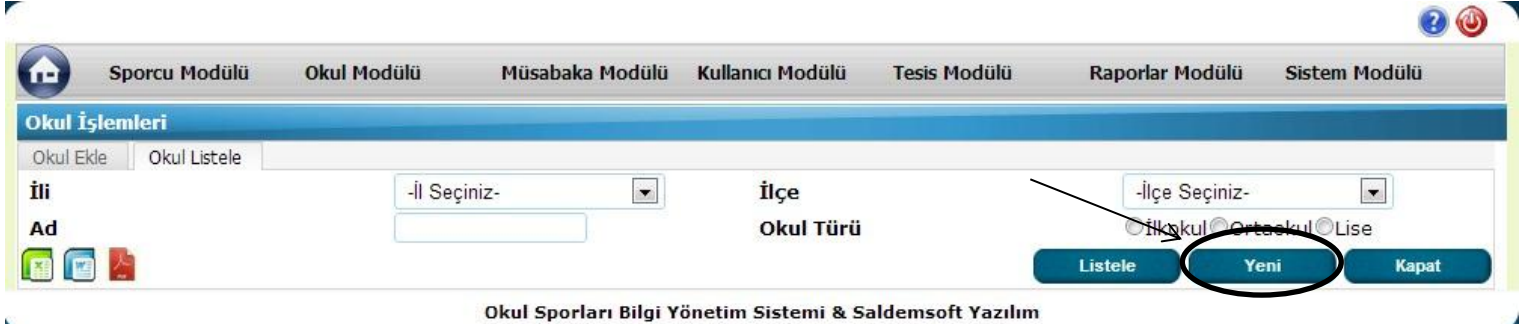 Sporcu Modülü Okul Modülü Müsabaka Modülü Kullanıcı Modülü Tesis Modülü Raporlar Modülü Sistem Modülü
Okul İşlemleri
Okul Ekle Okul Listele
İli -İl Seçiniz- İlçe -İlçe Seçiniz-
Ad Okul Türü İlkokul Ortaokul Lise
Listele Yeni Kapat
Okul Sporları Bilgi Yönetim Sistemi & Saldemsoft Yazılım